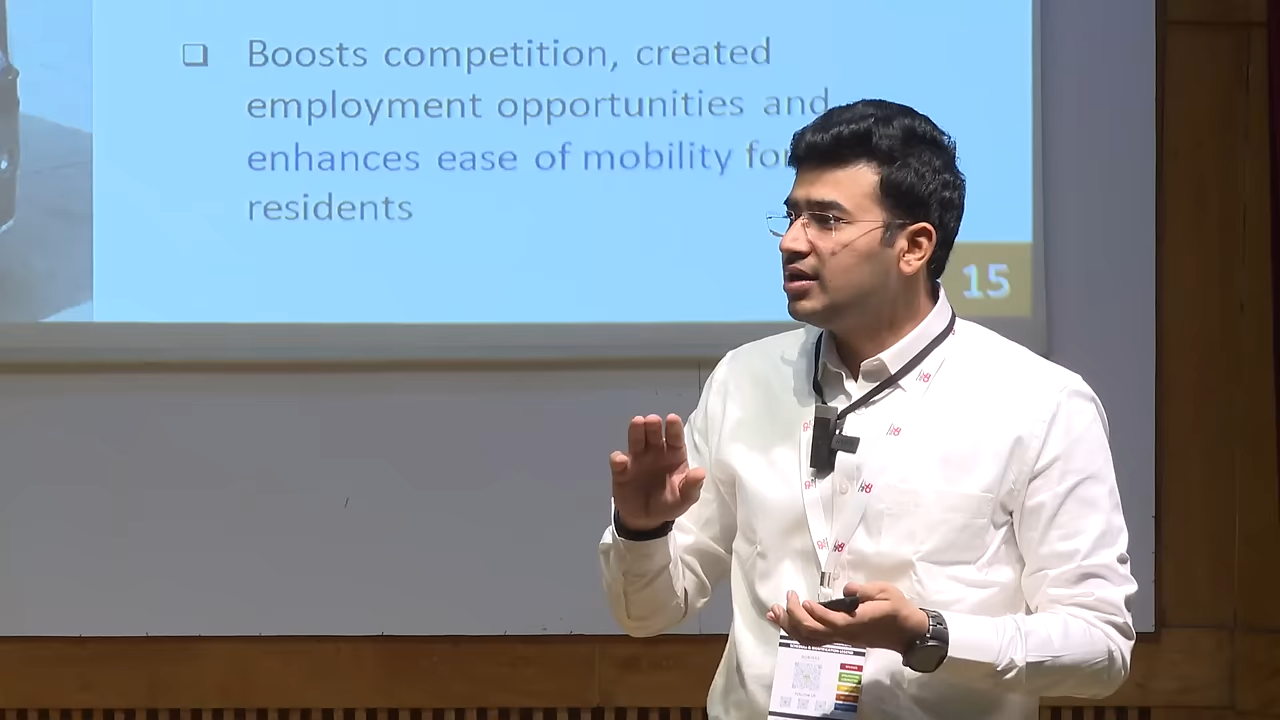 Boosts competition, created
employment opportunities and
enhances ease of mobility for
residents
15